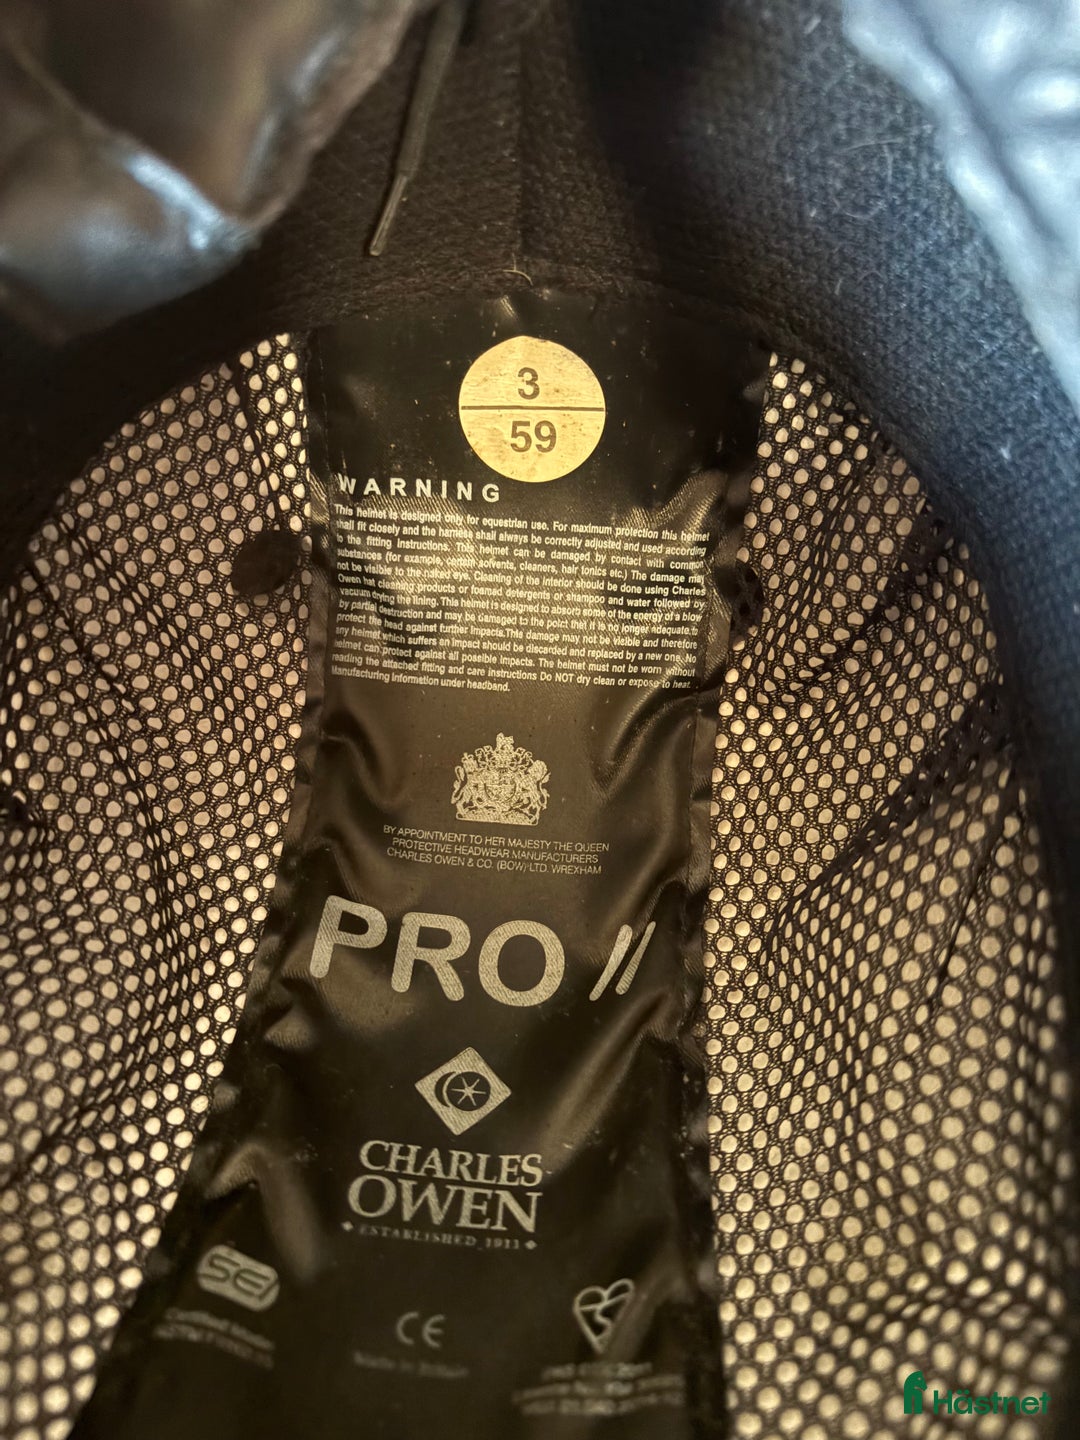 3
59
WARNING
This helmet is designed only for equestrian use. For maximum protection this helmet
shall fit closely and the harness shall always be correctly adjusted and used according
to the fitting instructions. This helmet can be damaged by contact with common
substances (for example, certain solvents, cleaners, hair tonics etc.) The damage may
not be visible to the naked eye. Cleaning of the interior should be done using Charles
Owen hat cleaning products or foamed detergents or shampoo and water followed by
vacuum drying the lining. This helmet is designed to absorb some of the energy of a blow
by partial destruction and may be damaged to the point that it is no longer adequate to
protect the head against further impacts. This damage may not be visible and therefore
any helmet which suffers an impact should be discarded and replaced by a new one. No
helmet can protect against all possible impacts. The helmet must not be worn without
reading the attached fitting and care instructions Do NOT dry clean or expose to heat.
Manufacturing information under headband.
BY APPOINTMENT TO HER MAJESTY THE QUEEN
PROTECTIVE HEADWEAR MANUFACTURERS
CHARLES OWEN & CO. (BOW) LTD. WREXHAM
PRO II
CHARLES
OWEN
ESTABLISHED 1911
SEI
CE
Hästnet